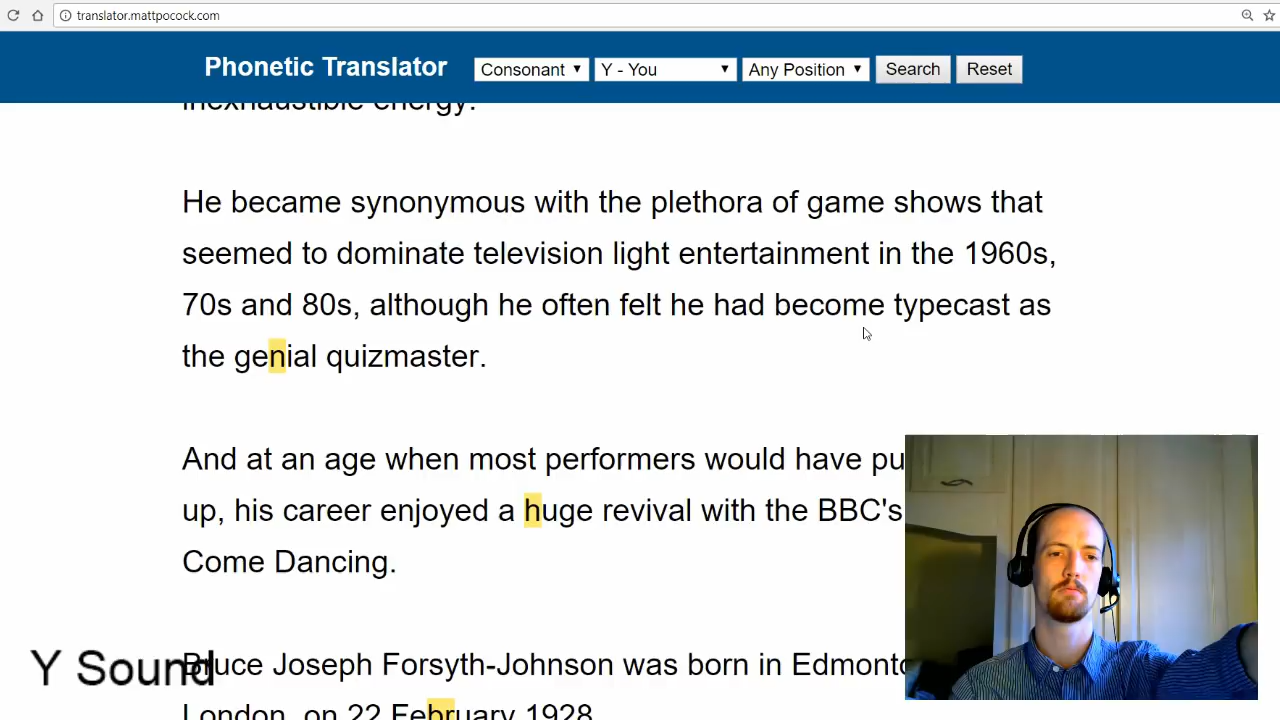 translator.mattpocock.com
Phonetic Translator Consonant Y - You Any Position Search Reset
inexhaustible energy.
He became synonymous with the plethora of game shows that
seemed to dominate television light entertainment in the 1960s,
70s and 80s, although he often felt he had become typecast as
the genial quizmaster.
And at an age when most performers would have pu
up, his career enjoyed a huge revival with the BBC's
Come Dancing.
Bruce Joseph Forsyth-Johnson was born in Edmonto
Y Sound
London, on 22 February 1928.